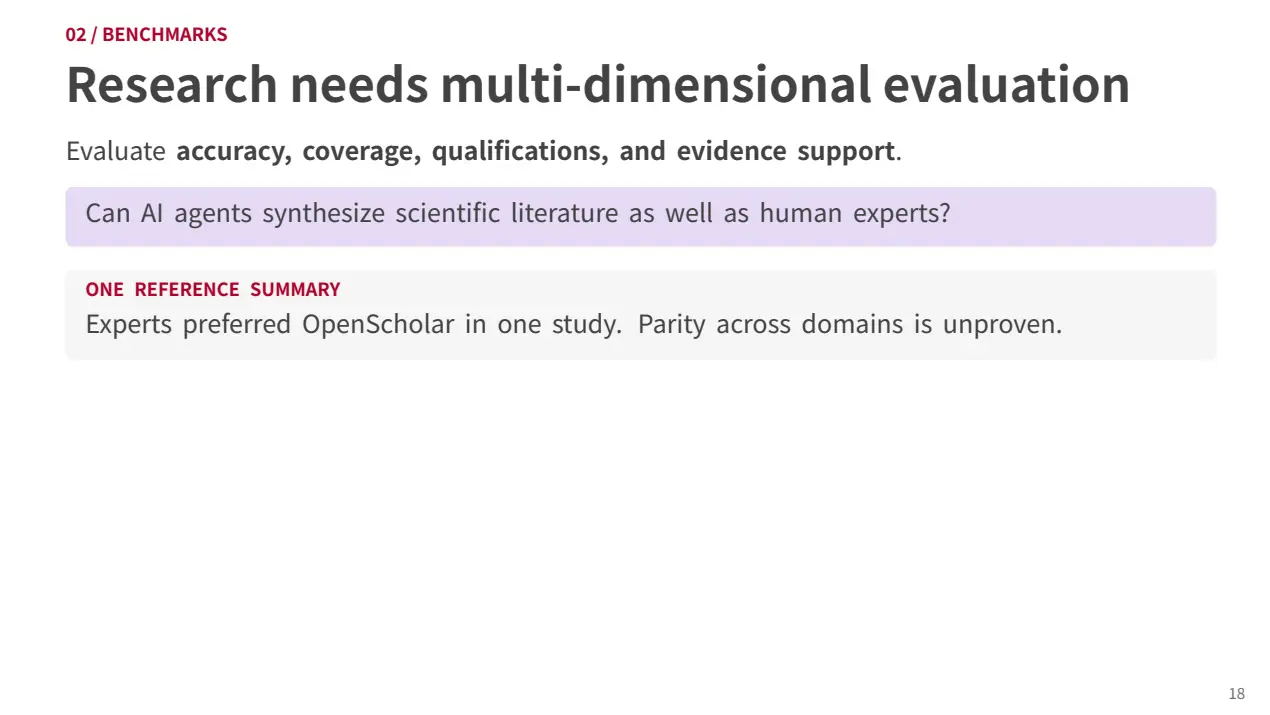 02 / BENCHMARKS
Research needs multi-dimensional evaluation
Evaluate accuracy, coverage, qualifications, and evidence support.
Can AI agents synthesize scientific literature as well as human experts?
ONE REFERENCE SUMMARY
Experts preferred OpenScholar in one study. Parity across domains is unproven.
18